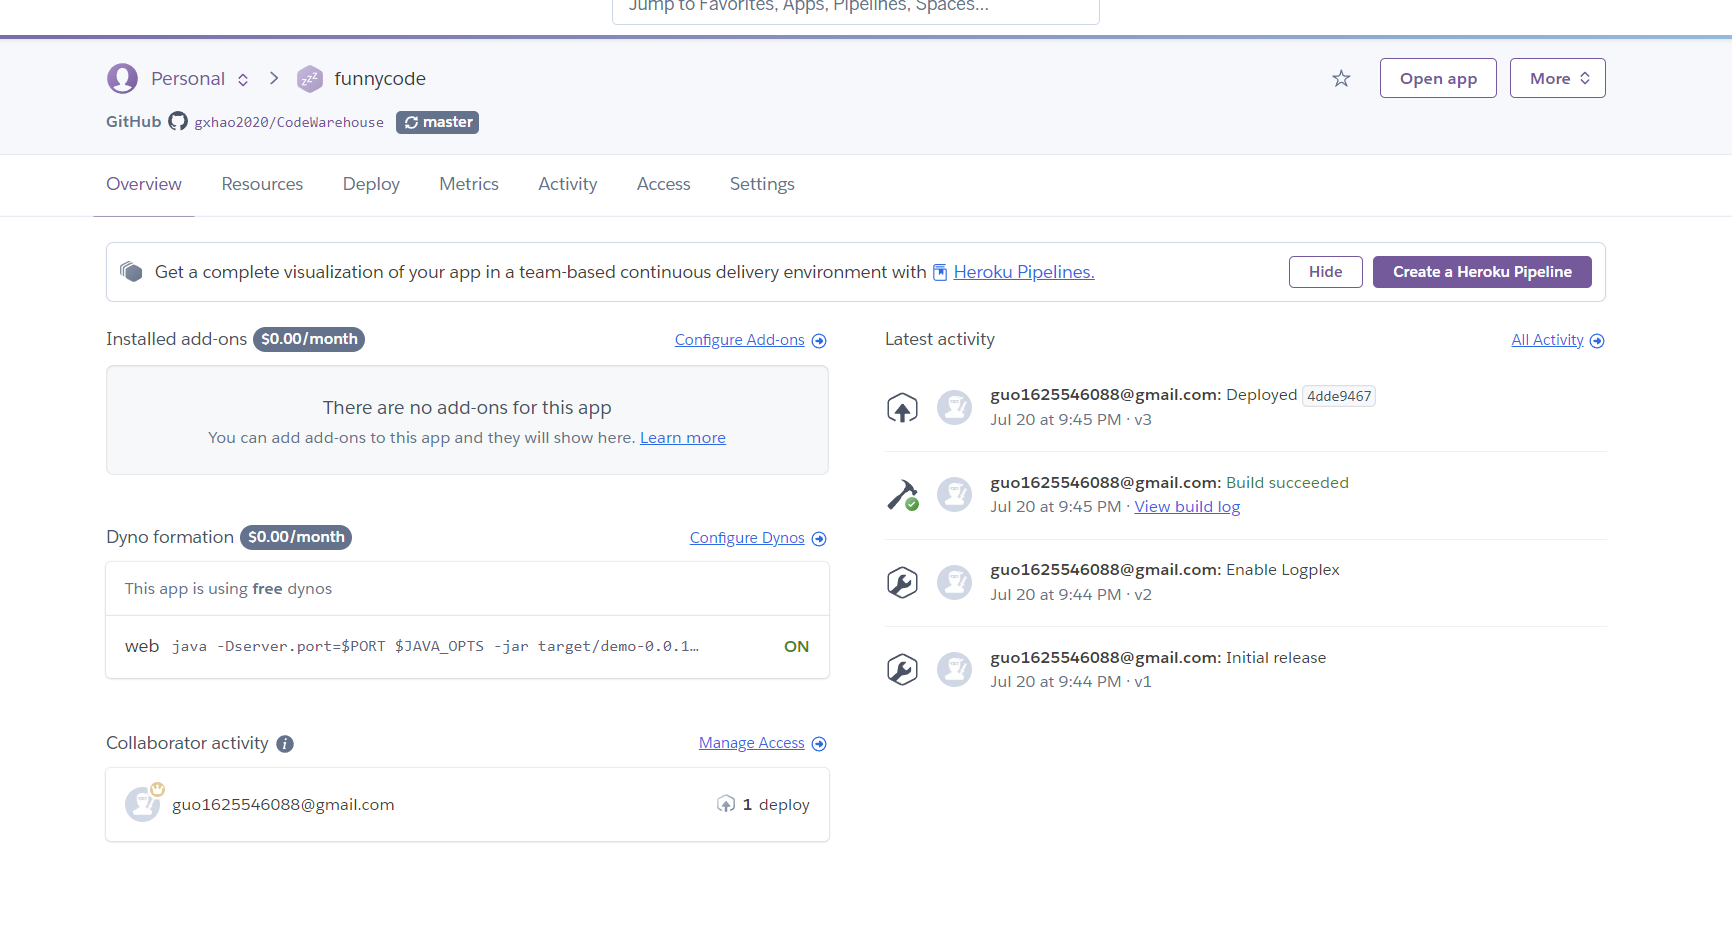 Jump to Favorites, Apps, Pipelines, Spaces...
Personal > funnycode
Open app
More
GitHub gxhao2020/CodeWarehouse master
Overview Resources Deploy Metrics Activity Access Settings
Get a complete visualization of your app in a team-based continuous delivery environment with Heroku Pipelines.
Hide
Create a Heroku Pipeline
Installed add-ons $0.00/month
Configure Add-ons
There are no add-ons for this app
You can add add-ons to this app and they will show here. Learn more
Dyno formation $0.00/month
Configure Dynos
This app is using free dynos
web java -Dserver.port=$PORT $JAVA_OPTS -jar target/demo-0.0.1…
ON
Collaborator activity
Manage Access
guo1625546088@gmail.com
1 deploy
Latest activity
All Activity
guo1625546088@gmail.com: Deployed 4dde9467
Jul 20 at 9:45 PM · v3
guo1625546088@gmail.com: Build succeeded
Jul 20 at 9:45 PM · View build log
guo1625546088@gmail.com: Enable Logplex
Jul 20 at 9:44 PM · v2
guo1625546088@gmail.com: Initial release
Jul 20 at 9:44 PM · v1